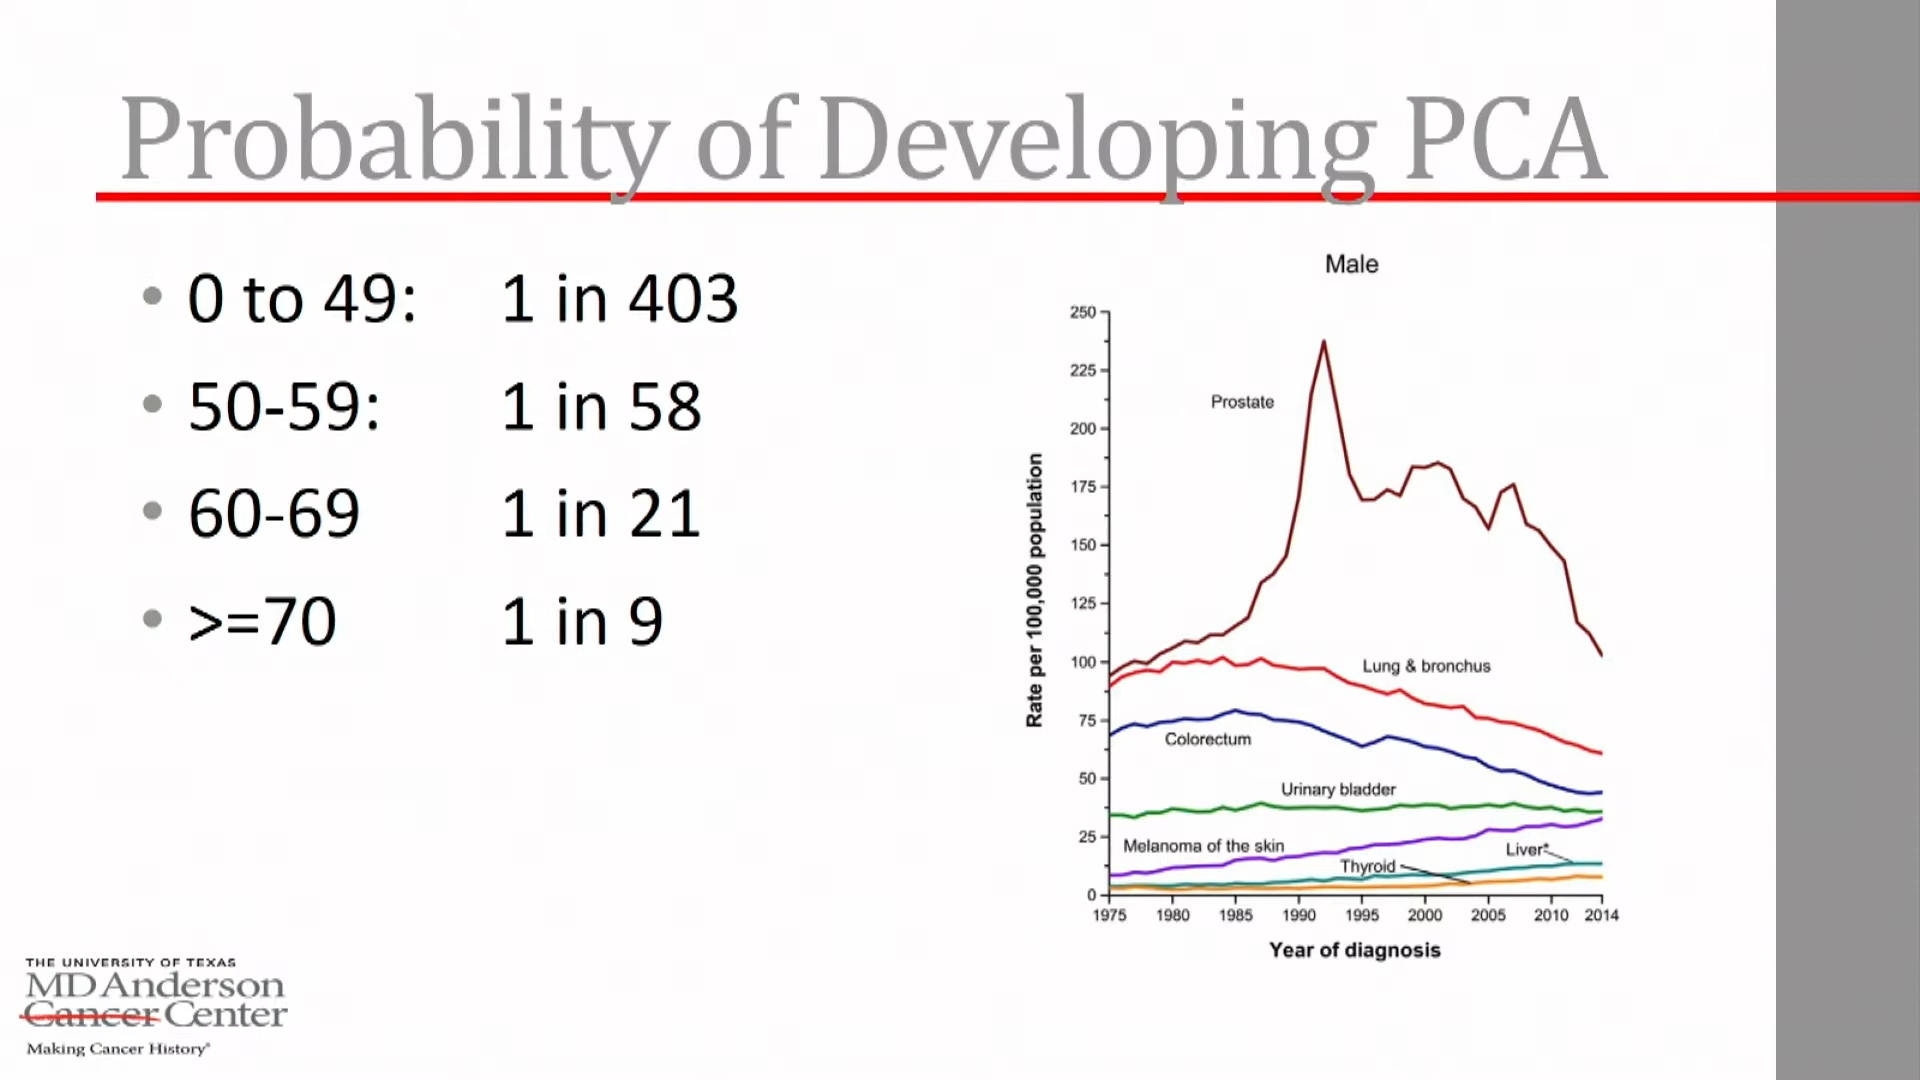 Probability of Developing PCA
• 0 to 49: 1 in 403
• 50-59: 1 in 58
• 60-69 1 in 21
• >=70 1 in 9
Male
Rate per 100,000 population
250
225
200
175
150
125
100
75
50
25
0
Prostate
Lung & bronchus
Colorectum
Urinary bladder
Melanoma of the skin
Liver*
Thyroid
1975 1980 1985 1990 1995 2000 2005 2010 2014
Year of diagnosis
THE UNIVERSITY OF TEXAS
MD Anderson
Cancer Center
Making Cancer History®